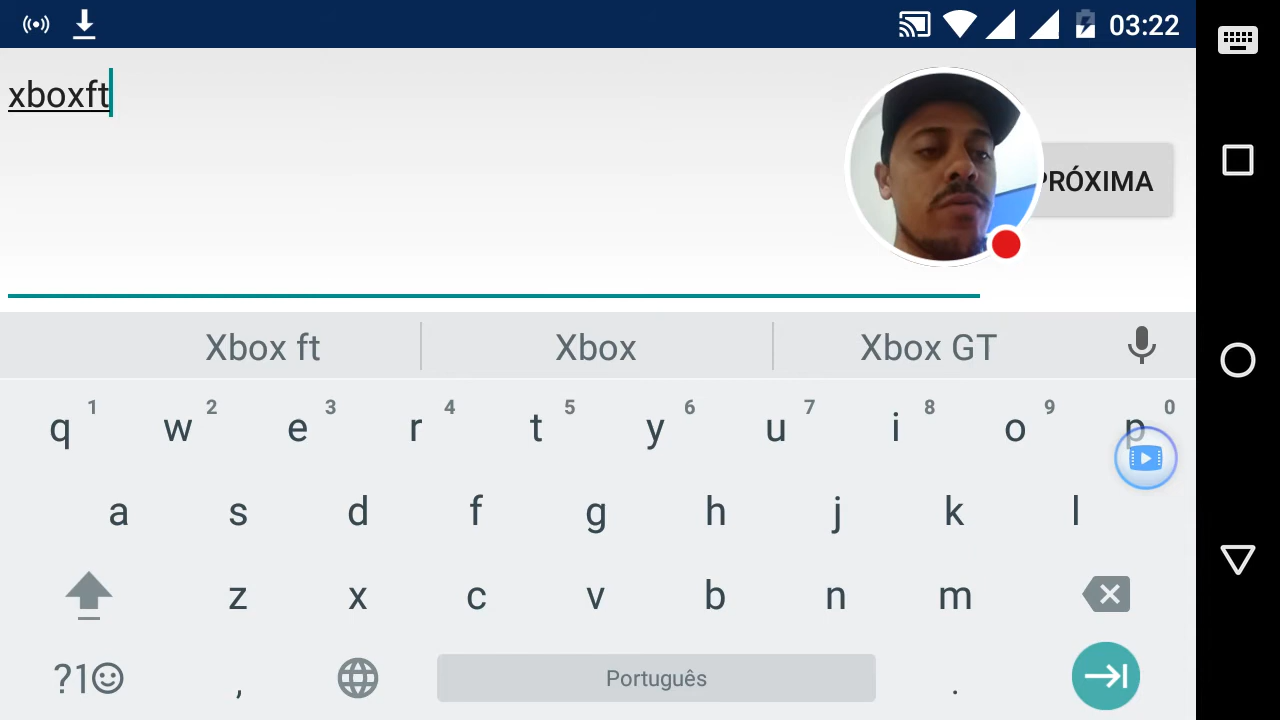 03:22
xboxft
PRÓXIMA
Xbox ft Xbox Xbox GT
q 1 w 2 e 3 r 4 t 5 y 6 u 7 i 8 o 9 p 0
a s d f g h j k l
z x c v b n m
?1☺ , Português .